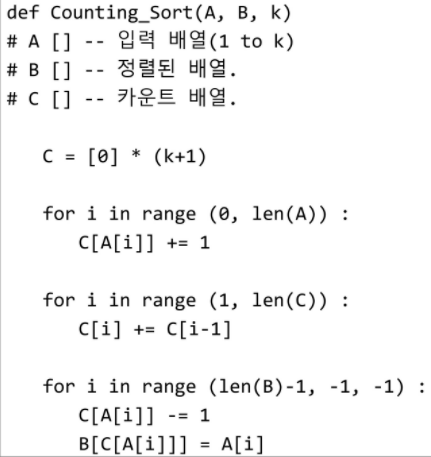 def Counting_Sort(A, B, k)
# A [] -- 입력 배열(1 to k)
# B [] -- 정렬된 배열.
# C [] -- 카운트 배열.
C = [0] * (k+1)
for i in range (0, len(A)) :
C[A[i]] += 1
for i in range (1, len(C)) :
C[i] += C[i-1]
for i in range (len(B)-1, -1, -1) :
C[A[i]] -= 1
B[C[A[i]]] = A[i]